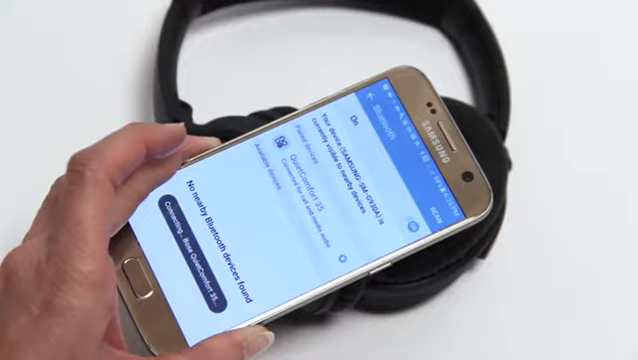 SAMSUNG
Bluetooth
SCAN
On
Your device (SAMSUNG-SM-G930A) is
currently visible to nearby devices.
Paired devices
QuietComfort 35
Connected for call and media audio
Available devices
No nearby Bluetooth devices found
Connecting... Bose QuietComfort 35...